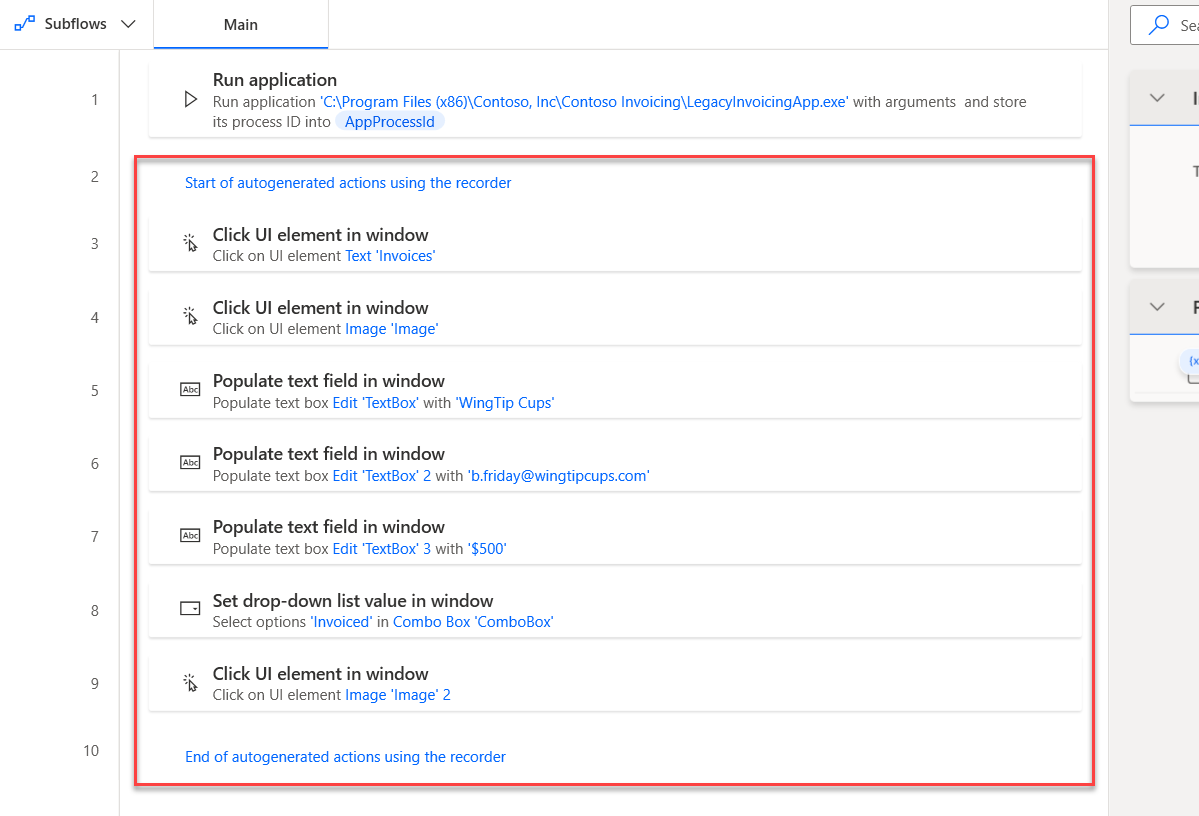 Subflows
Main
Sea
1
Run application
Run application 'C:\Program Files (x86)\Contoso, Inc\Contoso Invoicing\LegacyInvoicingApp.exe' with arguments and store
its process ID into AppProcessId
2
Start of autogenerated actions using the recorder
3
Click UI element in window
Click on UI element Text 'Invoices'
4
Click UI element in window
Click on UI element Image 'Image'
5
Abc
Populate text field in window
Populate text box Edit 'TextBox' with 'WingTip Cups'
6
Abc
Populate text field in window
Populate text box Edit 'TextBox' 2 with 'b.friday@wingtipcups.com'
7
Abc
Populate text field in window
Populate text box Edit 'TextBox' 3 with '$500'
8
Set drop-down list value in window
Select options 'Invoiced' in Combo Box 'ComboBox'
9
Click UI element in window
Click on UI element Image 'Image' 2
10
End of autogenerated actions using the recorder